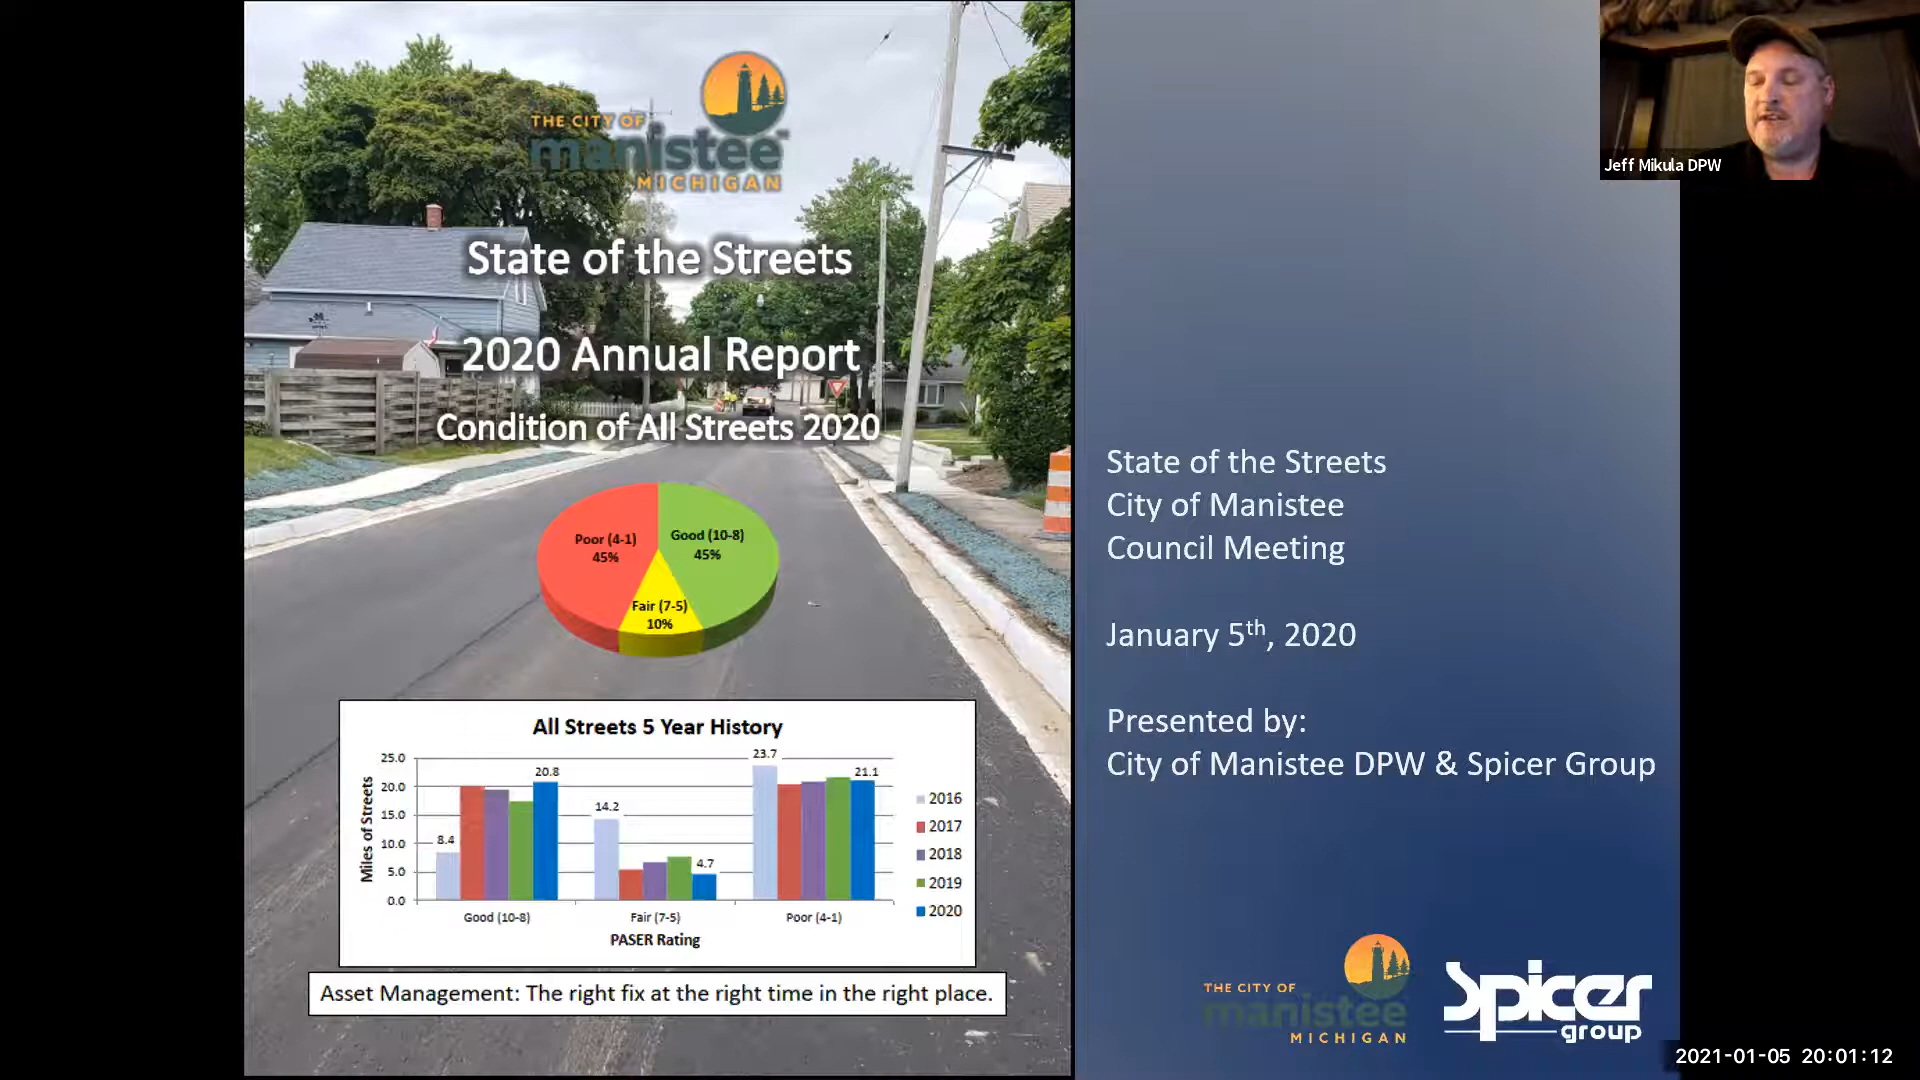 THE CITY OF
manistee
MICHIGAN
State of the Streets
2020 Annual Report
Condition of All Streets 2020
Poor (4-1)
45%
Good (10-8)
45%
Fair (7-5)
10%
All Streets 5 Year History
Miles of Streets
25.0
20.0
15.0
10.0
5.0
0.0
8.4
20.8
14.2
4.7
23.7
21.1
Good (10-8)
Fair (7-5)
Poor (4-1)
PASER Rating
2016
2017
2018
2019
2020
Asset Management: The right fix at the right time in the right place.
State of the Streets
City of Manistee
Council Meeting
January 5th, 2020
Presented by:
City of Manistee DPW & Spicer Group
THE CITY OF
manistee
MICHIGAN
Spicer
group
Jeff Mikula DPW
2021-01-05 20:01:12